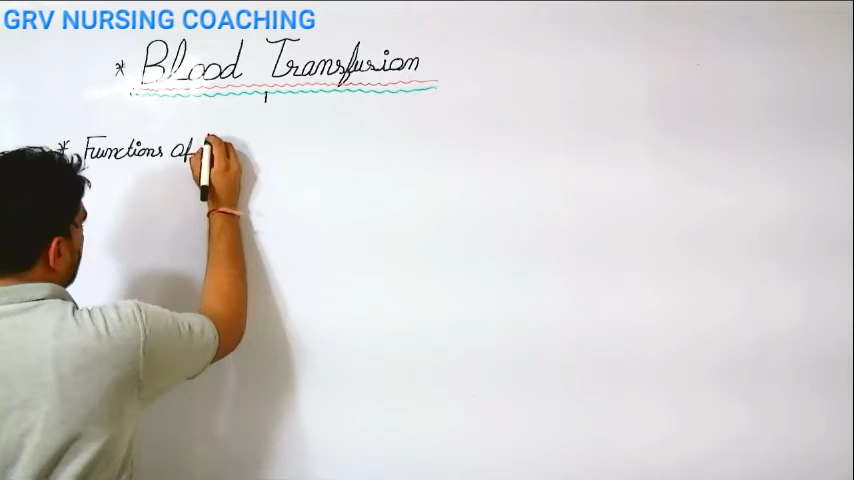 GRV NURSING COACHING
* Blood Transfusion
* Functions of